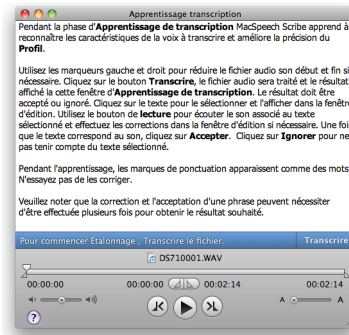 Apprentissage transcription
Pendant la phase d'Apprentissage transcription MacSpeech Scribe apprend à
reconnaître les caractéristiques de la voix à transcrire et améliore la précision du
Profil.
Utilisez les marqueurs gauche et droit pour réduire le fichier audio son début et fin si
nécessaire. Cliquez sur le bouton Transcrire, le fichier audio sera traité et le résultat
affiché la cette fenêtre d'Apprentissage de transcription. Le résultat doit être
accepté ou ignoré. Cliquez sur le texte pour le sélectionner et l'afficher dans la fenêtre
d'édition. Utilisez le bouton de lecture pour écouter le son associé au texte
sélectionné et effectuez les corrections dans la fenêtre d'édition si nécessaire. Une foi
que le texte correspond au son, cliquez sur Accepter. Cliquez sur Ignorer pour ne
pas tenir compte du texte sélectionné.
Pendant l'apprentissage, les marques de ponctuation apparaissent comme des mots
N'essayez pas de les corriger.
Veuillez noter que la correction et l'acceptation d'une phrase peuvent nécessiter
d'être effectuée plusieurs fois pour obtenir le résultat souhaité.
Pour commencer Étalonnage , Transcrire le fichier. Transcrire
DS710001.WAV
00:00:00 00:00:00 00:02:14 00:02:14
A A
?